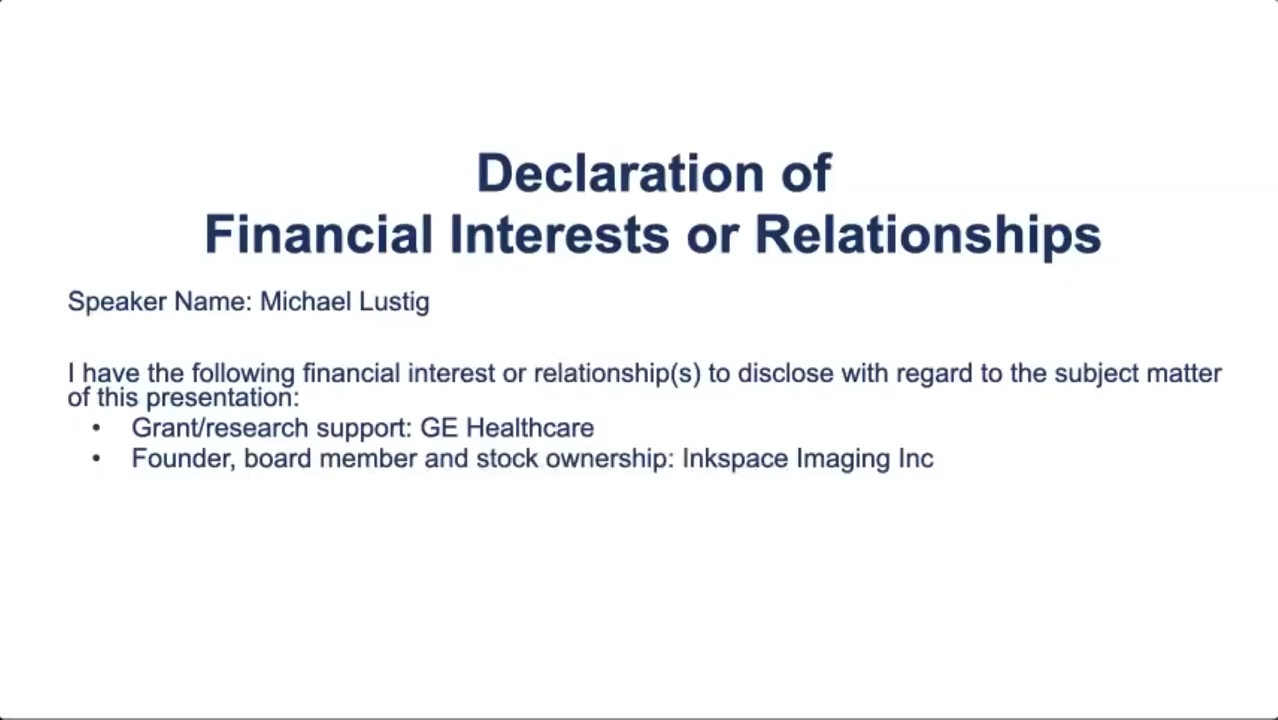 Declaration of
Financial Interests or Relationships
Speaker Name: Michael Lustig
I have the following financial interest or relationship(s) to disclose with regard to the subject matter
of this presentation:
• Grant/research support: GE Healthcare
• Founder, board member and stock ownership: Inkspace Imaging Inc